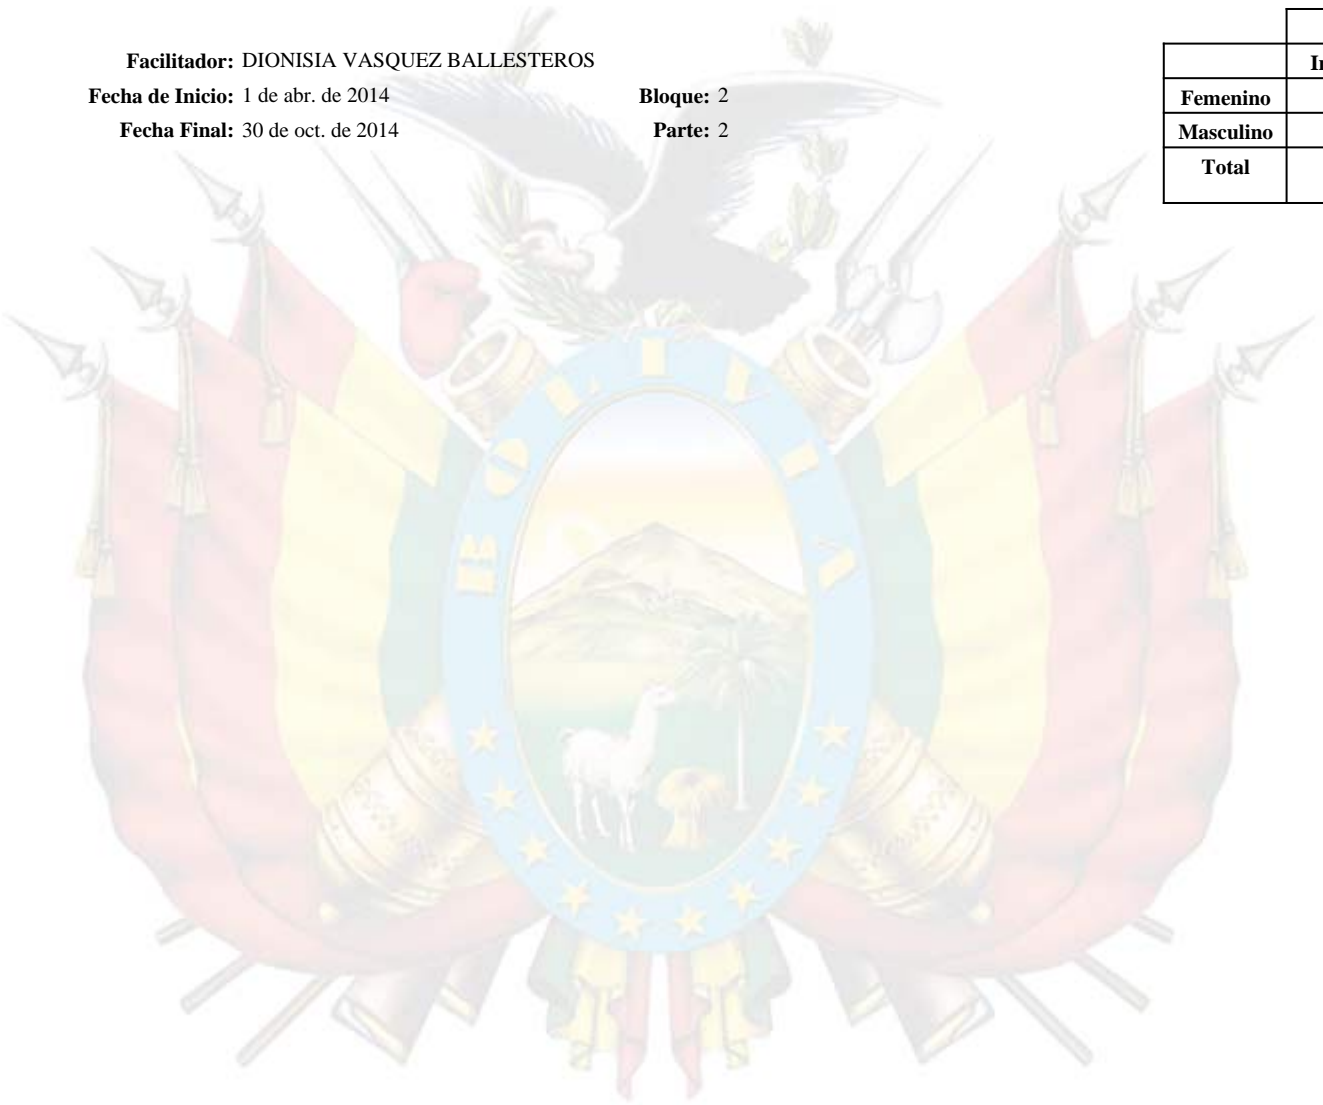 Facilitador: DIONISIA VASQUEZ BALLESTEROS
Fecha de Inicio: 1 de abr. de 2014 Bloque: 2
Fecha Final: 30 de oct. de 2014 Parte: 2
Femenino
Masculino
Total
BOLIVIA